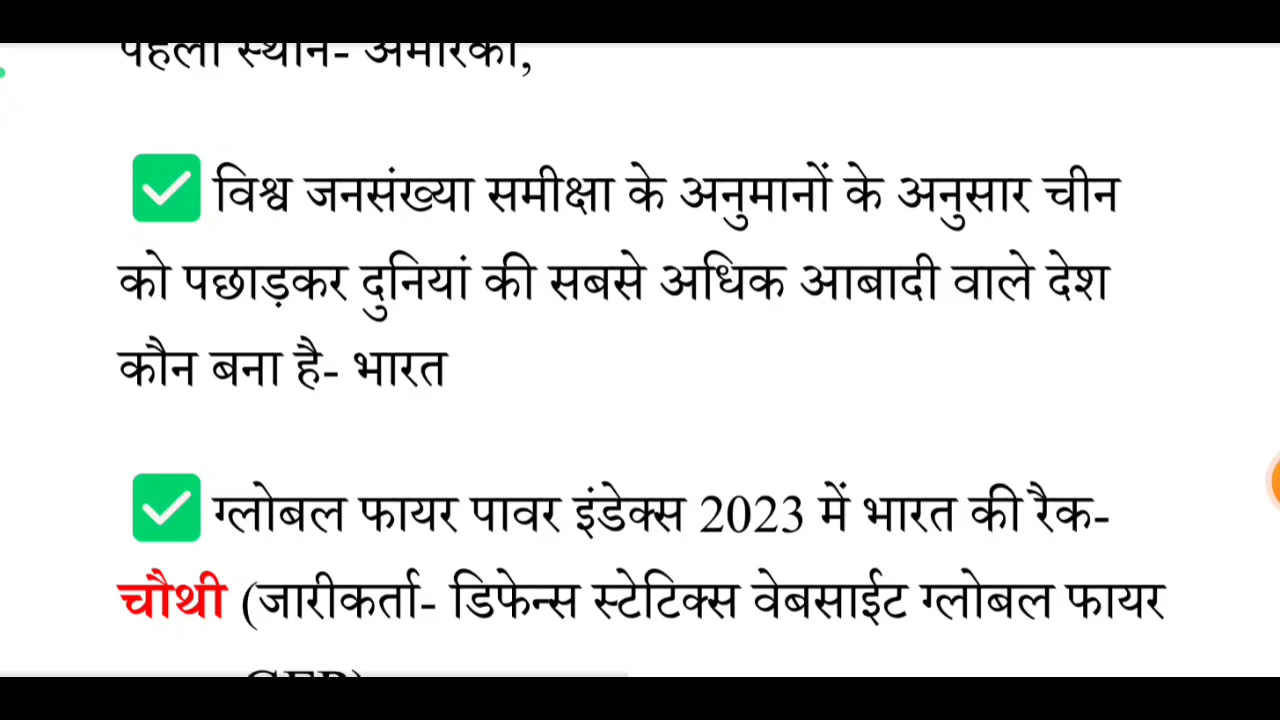 पहला स्थान- अमेरिका,
विश्व जनसंख्या समीक्षा के अनुमानों के अनुसार चीन
को पछाड़कर दुनियां की सबसे अधिक आबादी वाले देश
कौन बना है- भारत
ग्लोबल फायर पावर इंडेक्स 2023 में भारत की रैक-
चौथी (जारीकर्ता- डिफेन्स स्टेटिक्स वेबसाईट ग्लोबल फायर